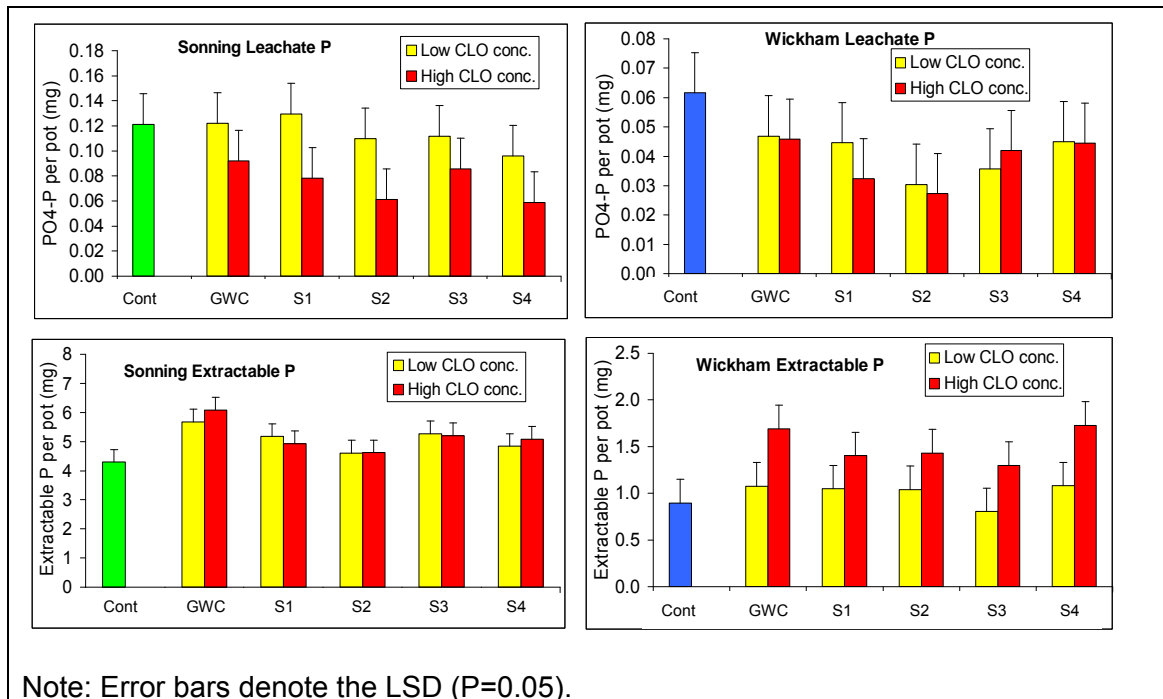 Sonning Leachate P
Low CLO conc.
High CLO conc.
PO4-P per pot (mg)
0.18
0.16
0.14
0.12
0.10
0.08
0.06
0.04
0.02
0.00
Cont GWC S1 S2 S3 S4
Wickham Leachate P
Low CLO conc.
High CLO conc.
PO4-P per pot (mg)
0.08
0.07
0.06
0.05
0.04
0.03
0.02
0.01
0.00
Cont GWC S1 S2 S3 S4
Sonning Extractable P
Low CLO conc.
High CLO conc.
Extractable P per pot (mg)
8
7
6
5
4
3
2
1
0
Cont GWC S1 S2 S3 S4
Wickham Extractable P
Low CLO conc.
High CLO conc.
Extractable P per pot (mg)
2.5
2.0
1.5
1.0
0.5
0.0
Cont GWC S1 S2 S3 S4
Note: Error bars denote the LSD (P=0.05).